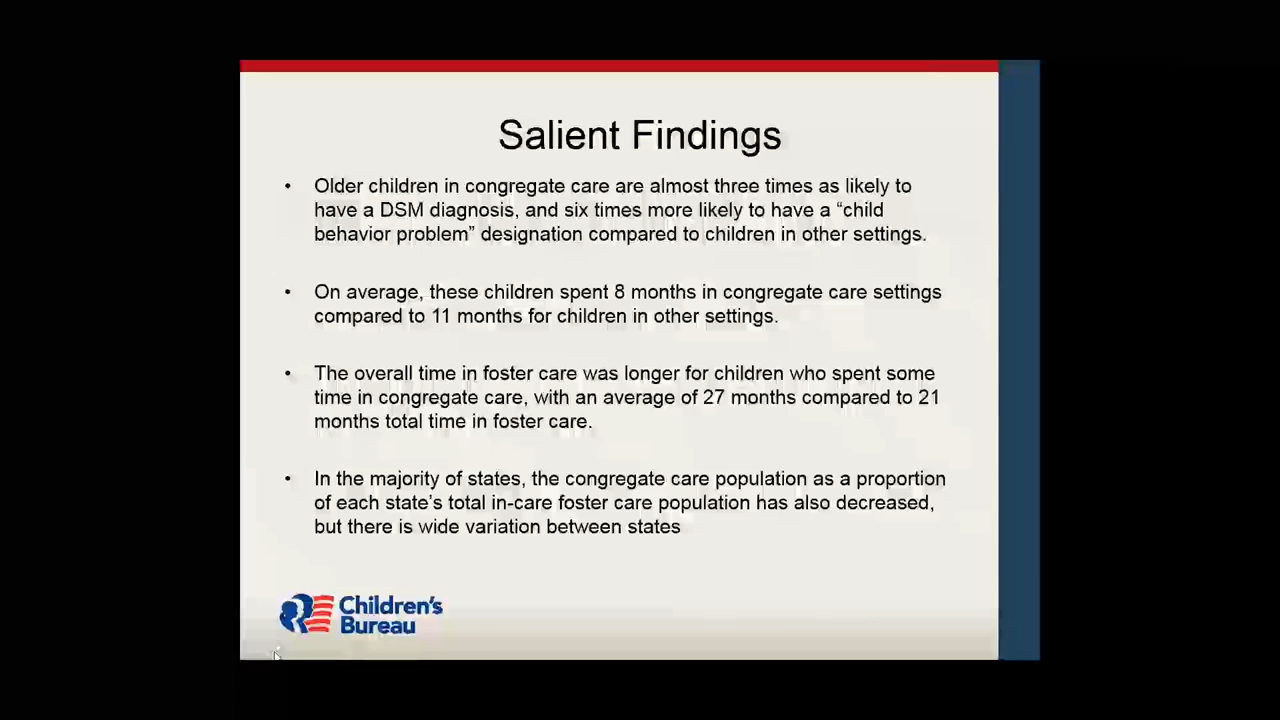 Salient Findings
• Older children in congregate care are almost three times as likely to
have a DSM diagnosis, and six times more likely to have a “child
behavior problem” designation compared to children in other settings.
• On average, these children spent 8 months in congregate care settings
compared to 11 months for children in other settings.
• The overall time in foster care was longer for children who spent some
time in congregate care, with an average of 27 months compared to 21
months total time in foster care.
• In the majority of states, the congregate care population as a proportion
of each state’s total in-care foster care population has also decreased,
but there is wide variation between states
Children’s
Bureau